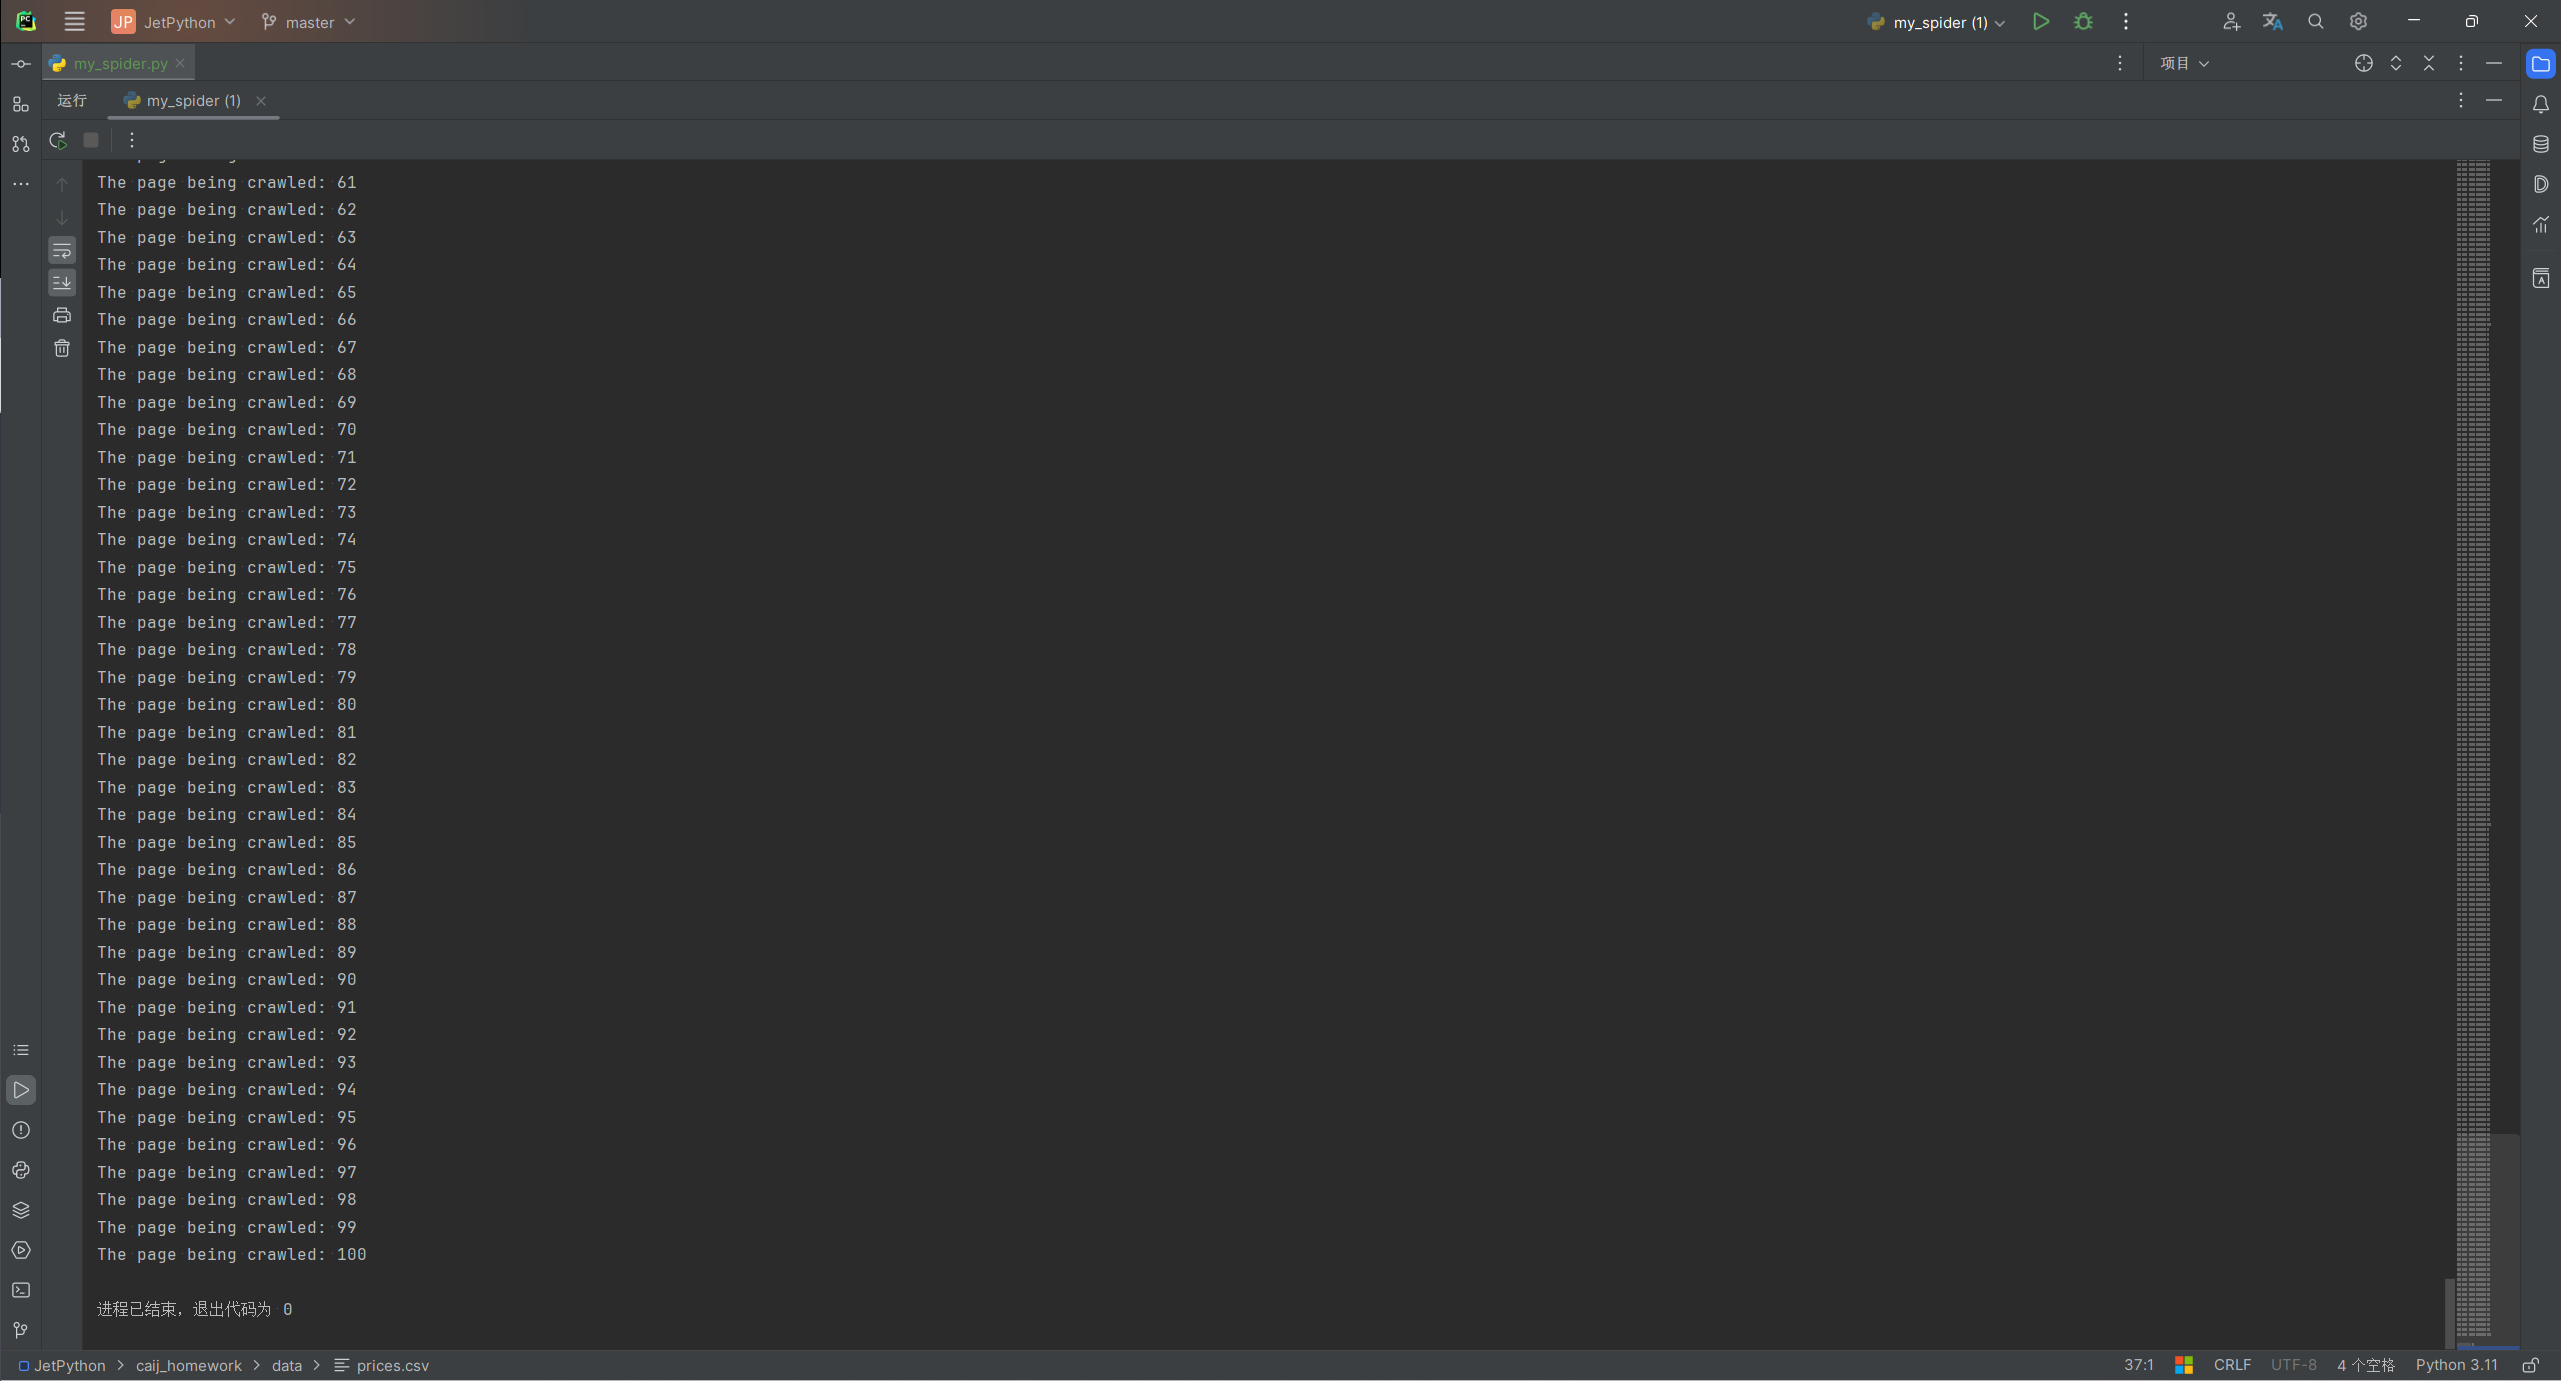 JP JetPython master my_spider (1)
my_spider.py 项目
运行 my_spider (1)
The page being crawled: 61
The page being crawled: 62
The page being crawled: 63
The page being crawled: 64
The page being crawled: 65
The page being crawled: 66
The page being crawled: 67
The page being crawled: 68
The page being crawled: 69
The page being crawled: 70
The page being crawled: 71
The page being crawled: 72
The page being crawled: 73
The page being crawled: 74
The page being crawled: 75
The page being crawled: 76
The page being crawled: 77
The page being crawled: 78
The page being crawled: 79
The page being crawled: 80
The page being crawled: 81
The page being crawled: 82
The page being crawled: 83
The page being crawled: 84
The page being crawled: 85
The page being crawled: 86
The page being crawled: 87
The page being crawled: 88
The page being crawled: 89
The page being crawled: 90
The page being crawled: 91
The page being crawled: 92
The page being crawled: 93
The page being crawled: 94
The page being crawled: 95
The page being crawled: 96
The page being crawled: 97
The page being crawled: 98
The page being crawled: 99
The page being crawled: 100
进程已结束，退出代码为 0
JetPython > caij_homework > data > prices.csv 37:1 CRLF UTF-8 4 个空格 Python 3.11